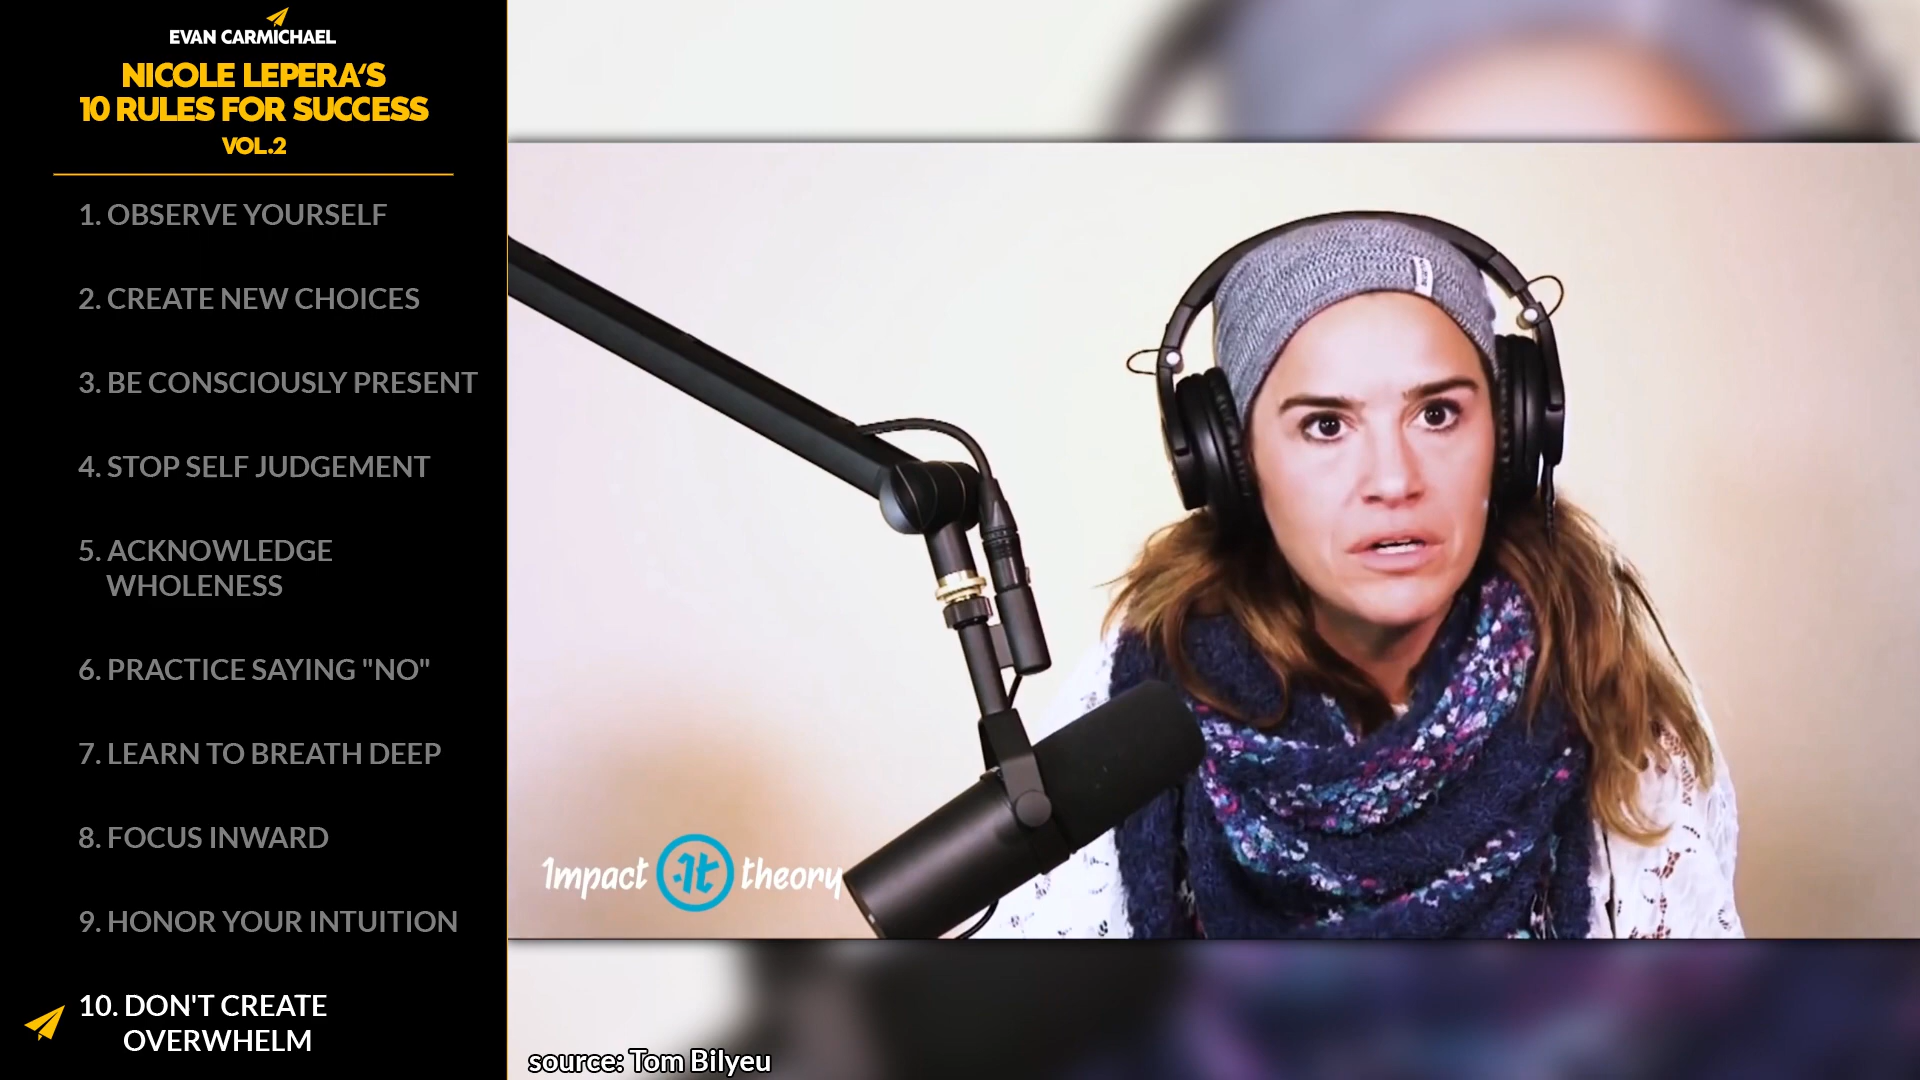 EVAN CARMICHAEL
NICOLE LEPERA'S
10 RULES FOR SUCCESS
VOL.2
1. OBSERVE YOURSELF
2. CREATE NEW CHOICES
3. BE CONSCIOUSLY PRESENT
4. STOP SELF JUDGEMENT
5. ACKNOWLEDGE
WHOLENESS
6. PRACTICE SAYING "NO"
7. LEARN TO BREATH DEEP
8. FOCUS INWARD
9. HONOR YOUR INTUITION
10. DON'T CREATE
OVERWHELM
Impact it theory
source: Tom Bilyeu